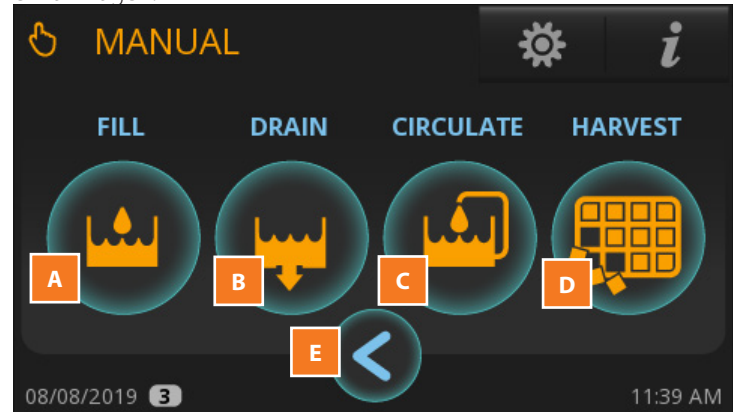 MANUAL
i
FILL DRAIN CIRCULATE HARVEST
A B C D
E
08/08/2019 3 11:39 AM